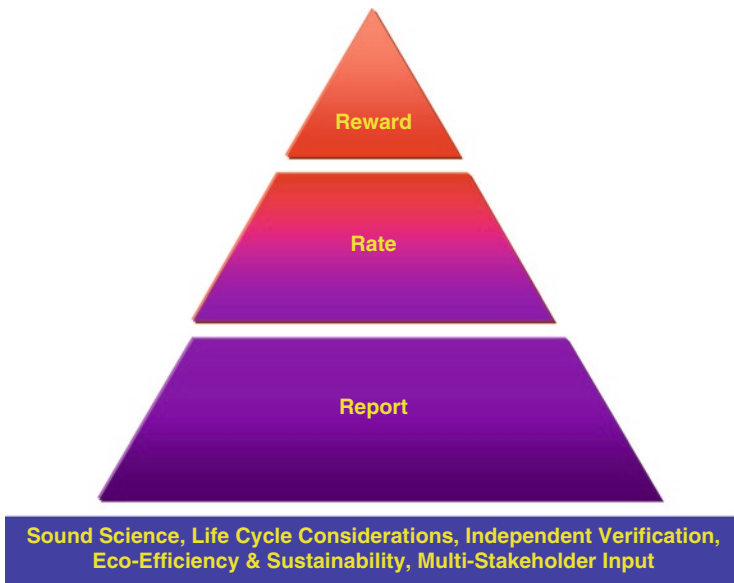 Reward
Rate
Report
Sound Science, Life Cycle Considerations, Independent Verification,
Eco-Efficiency & Sustainability, Multi-Stakeholder Input